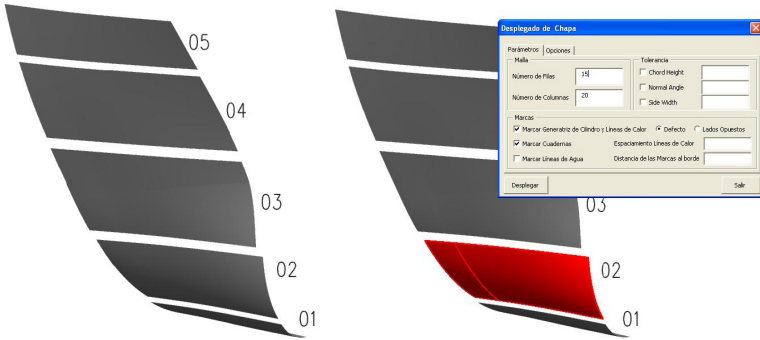 05
04
03
02
01
Desplegado de Chapa
Parámetros
Opciones
Malla
Número de Filas
15
Número de Columnas
20
Tolerancia
Chord Height
Normal Angle
Side Width
Marcas
Marcar Generatriz de Cilindro y Líneas de Calor
Defecto
Lados Opuestos
Marcar Cuadernas
Espaciamiento Líneas de Calor
Marcar Líneas de Agua
Distancia de las Marcas al borde
Desplegar
Salir
03
02
01